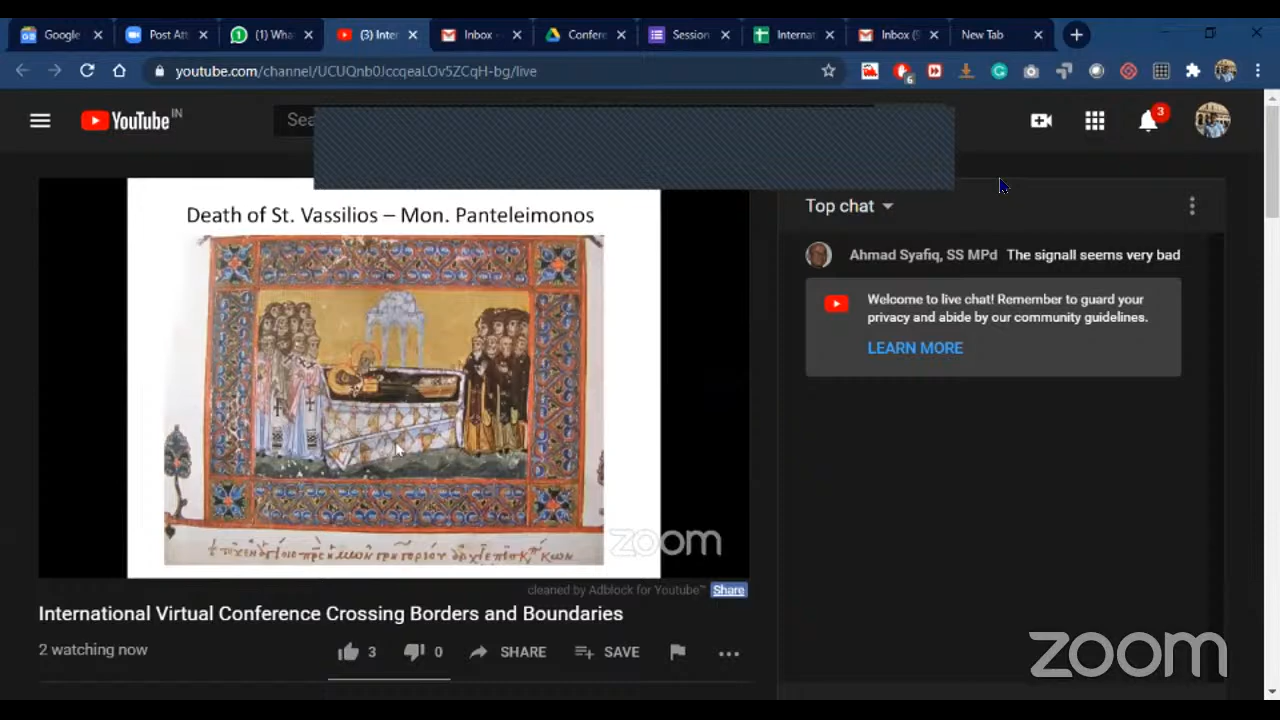 Google
Post Att
(1) Wha
(3) Inter
Inbox -
Confere
Session
Internat
Inbox (5
New Tab
youtube.com/channel/UCUQnb0JccqeaLOv5ZCqH-bg/live
6
YouTube IN
Sea
3
Death of St. Vassilios – Mon. Panteleimonos
zoom
cleaned by Adblock for Youtube™ Share
International Virtual Conference Crossing Borders and Boundaries
2 watching now
3
0
SHARE
SAVE
Top chat
Ahmad Syafiq, SS MPd The signall seems very bad
Welcome to live chat! Remember to guard your
privacy and abide by our community guidelines.
LEARN MORE
zoom